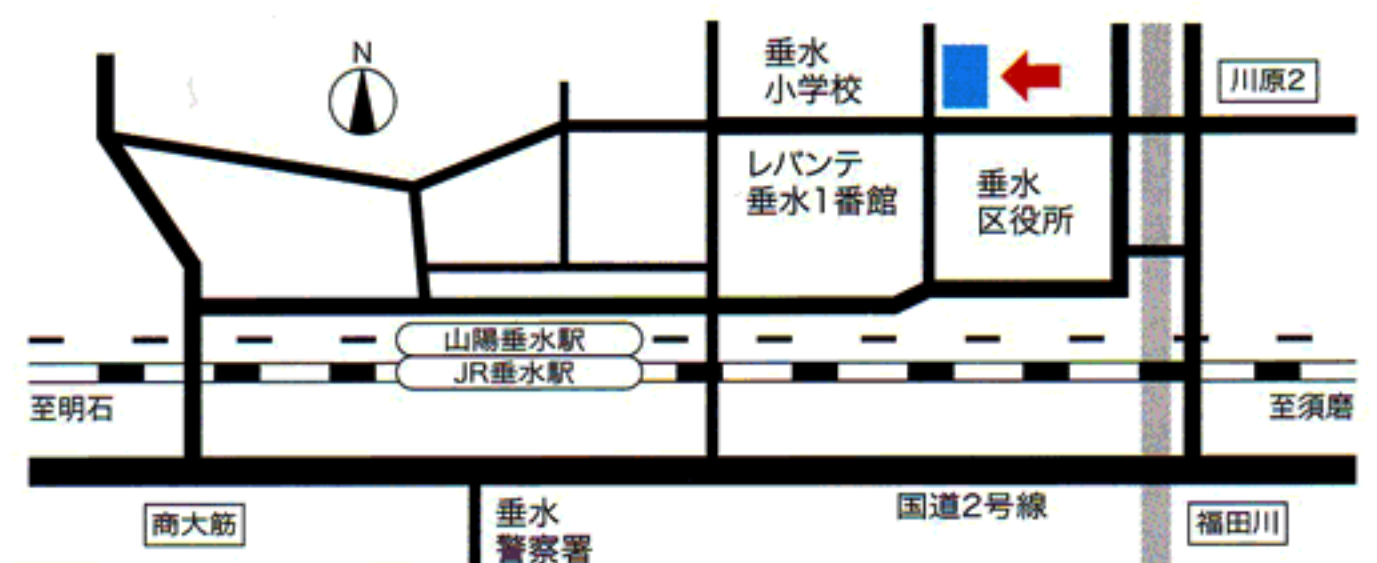 N
垂水
小学校
川原2
レバンテ
垂水1番館
垂水
区役所
山陽垂水駅
JR垂水駅
至明石
至須磨
国道2号線
商大筋
垂水
警察署
福田川